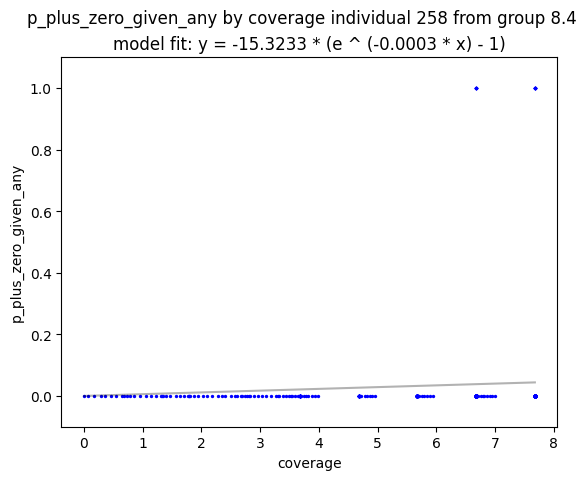 p_plus_zero_given_any by coverage individual 258 from group 8.4
model fit: y = -15.3233 * (e ^ (-0.0003 * x) - 1)
1.0
0.8
0.6
0.4
0.2
0.0
p_plus_zero_given_any
0 1 2 3 4 5 6 7 8
coverage